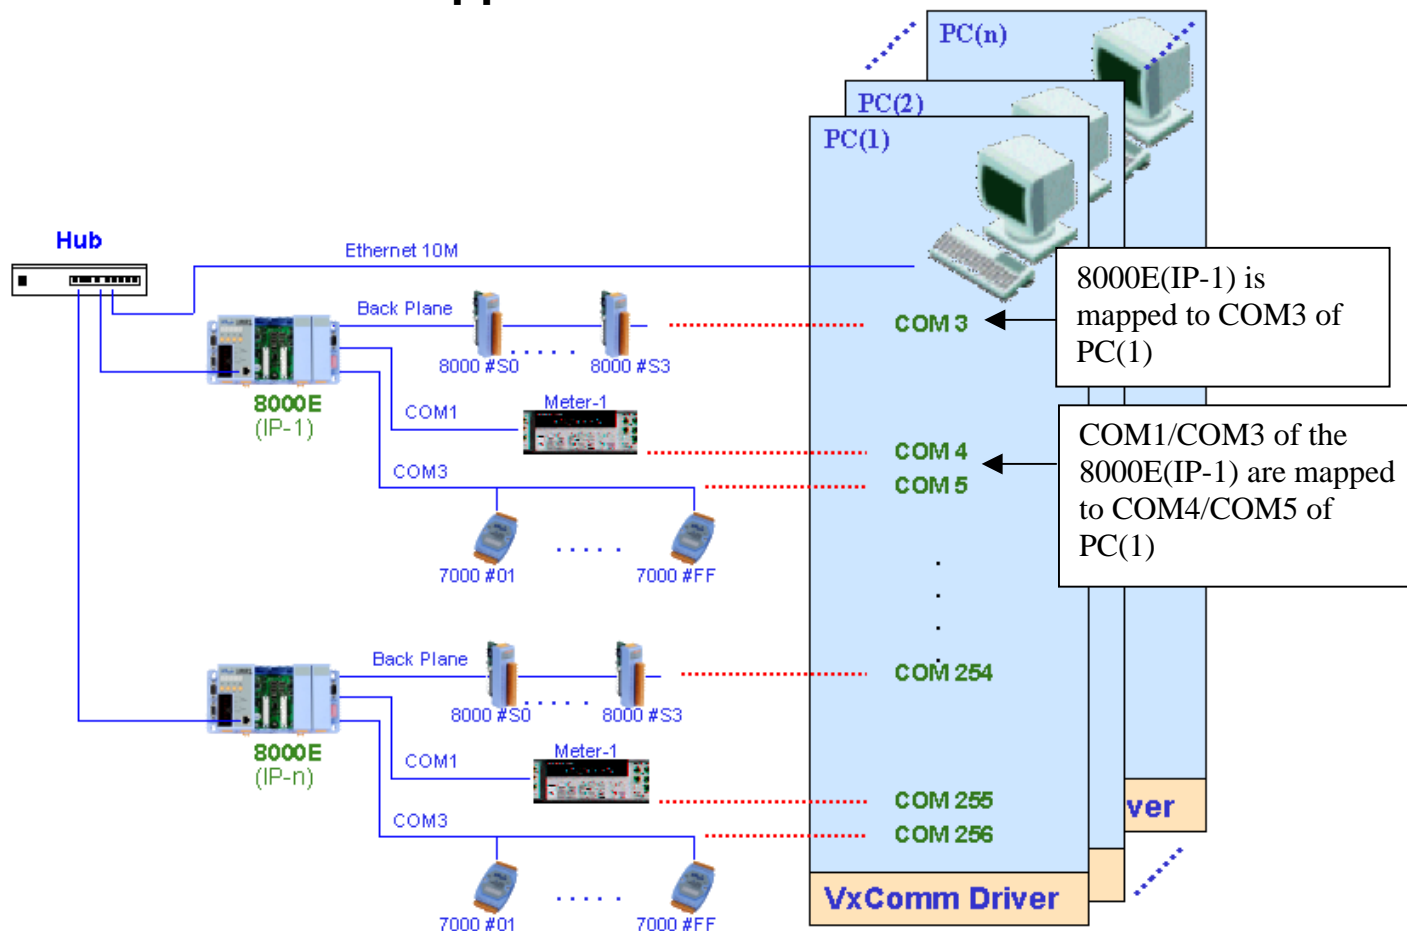 PC(n)
PC(2)
PC(1)
Hub
Ethernet 10M
8000E(IP-1) is
mapped to COM3 of
PC(1)
Back Plane
COM 3
8000 #S0
8000 #S3
8000E
(IP-1)
COM1
Meter-1
COM 4
COM1/COM3 of the
8000E(IP-1) are mapped
to COM4/COM5 of
PC(1)
COM3
COM 5
7000 #01
7000 #FF
Back Plane
COM 254
8000 #S0
8000 #S3
8000E
(IP-n)
COM1
Meter-1
COM 255
ver
COM3
COM 256
VxComm Driver
7000 #01
7000 #FF